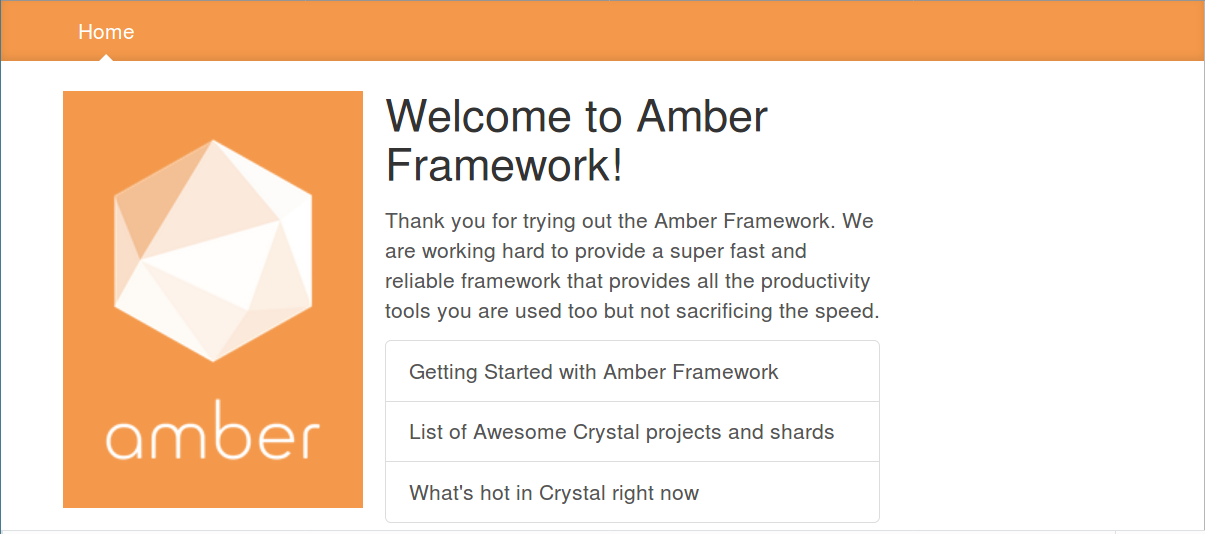 Home
amber
Welcome to Amber
Framework!
Thank you for trying out the Amber Framework. We
are working hard to provide a super fast and
reliable framework that provides all the productivity
tools you are used too but not sacrificing the speed.
Getting Started with Amber Framework
List of Awesome Crystal projects and shards
What's hot in Crystal right now